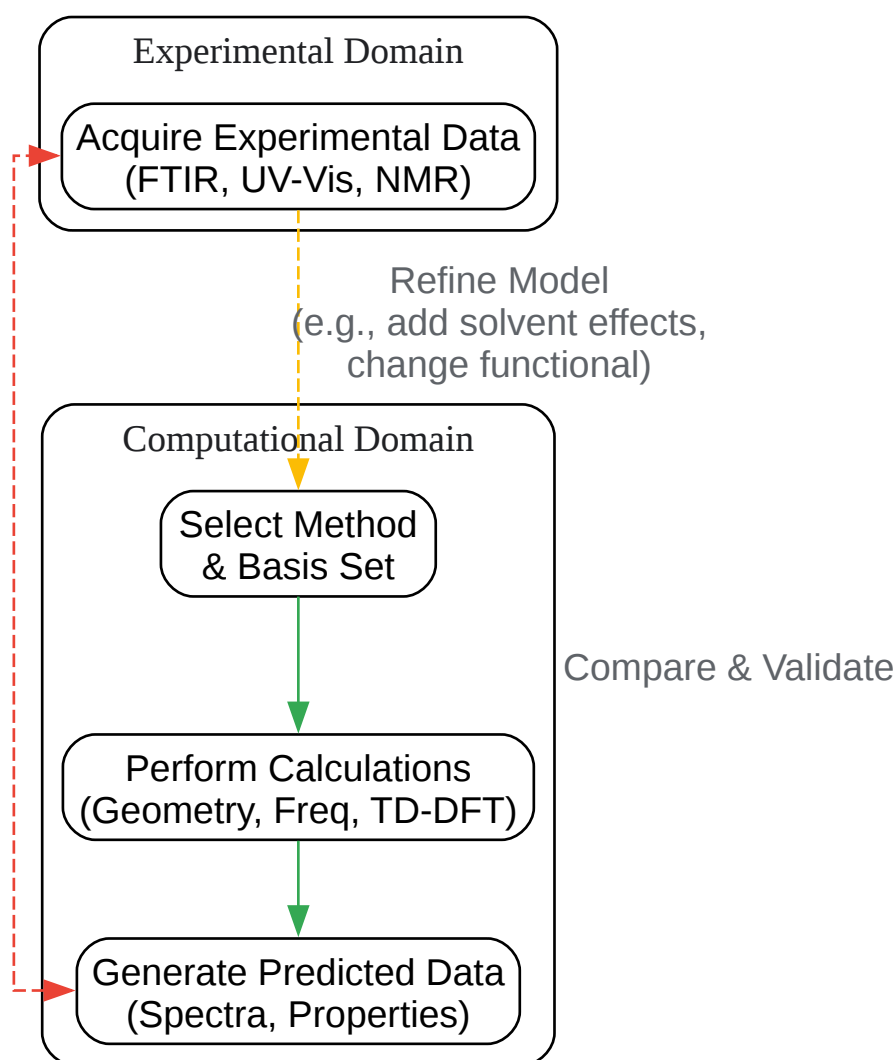 Experimental Domain
Acquire Experimental Data
(FTIR, UV-Vis, NMR)
Refine Model
(e.g., add solvent effects,
change functional)
Computational Domain
Select Method
& Basis Set
Compare & Validate
Perform Calculations
(Geometry, Freq, TD-DFT)
Generate Predicted Data
(Spectra, Properties)